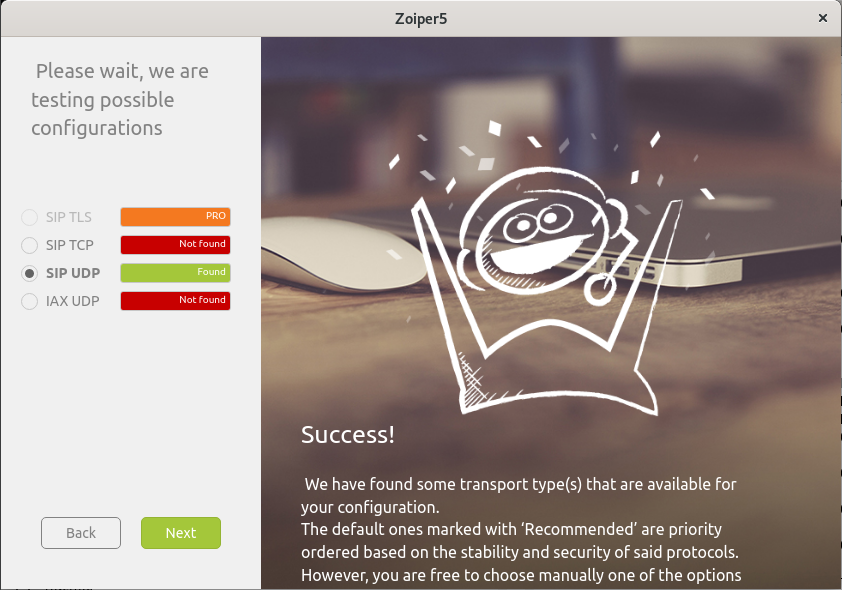 Zoiper5
×
Please wait, we are
testing possible
configurations
SIP TLS PRO
SIP TCP Not found
SIP UDP Found
IAX UDP Not found
Back Next
Success!
We have found some transport type(s) that are available for
your configuration.
The default ones marked with ‘Recommended’ are priority
ordered based on the stability and security of said protocols.
However, you are free to choose manually one of the options